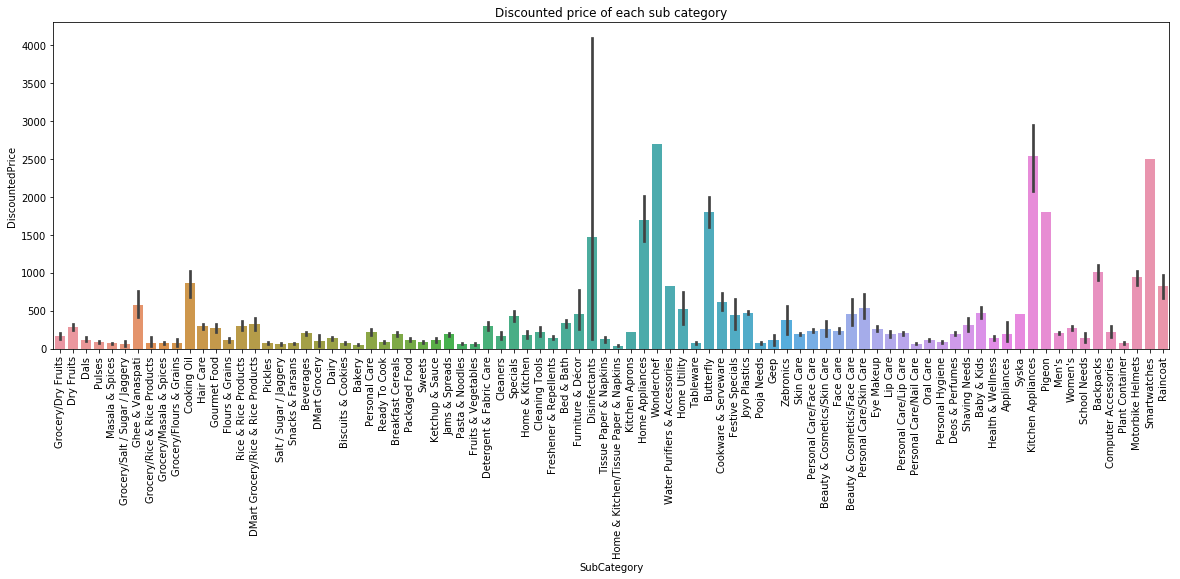 Discounted price of each sub category
DiscountedPrice
4000
3500
3000
2500
2000
1500
1000
500
0
Grocery/Dry Fruits
Dry Fruits
Dals
Pulses
Masala & Spices
Grocery/Salt / Sugar / Jaggery
Ghee & Vanaspati
Grocery/Rice & Rice Products
Grocery/Masala & Spices
Grocery/Flours & Grains
Cooking Oil
Hair Care
Gourmet Food
Flours & Grains
Rice & Rice Products
DMart Grocery/Rice & Rice Products
Pickles
Salt / Sugar / Jaggery
Snacks & Farsans
Beverages
DMart Grocery
Dairy
Biscuits & Cookies
Bakery
Personal Care
Ready To Cook
Breakfast Cereals
Packaged Food
Sweets
Ketchup & Sauce
Jams & Spreads
Pasta & Noodles
Fruits & Vegetables
Detergent & Fabric Care
Cleaners
Specials
Home & Kitchen
Cleaning Tools
Freshener & Repellents
Bed & Bath
Furniture & Décor
Disinfectants
Tissue Paper & Napkins
Home & Kitchen/Tissue Paper & Napkins
Kitchen Aprons
Home Appliances
Wonderchef
Water Purifiers & Accessories
Home Utility
Tableware
Butterfly
Cookware & Serveware
Festive Specials
Joyo Plastics
Pooja Needs
Geep
Zebronics
Skin Care
Personal Care/Face Care
Beauty & Cosmetics/Skin Care
Face Care
Beauty & Cosmetics/Face Care
Personal Care/Skin Care
Eye Makeup
Lip Care
Personal Care/Lip Care
Personal Care/Nail Care
Oral Care
Personal Hygiene
Deos & Perfumes
Shaving Needs
Baby & Kids
Health & Wellness
Appliances
Syska
Kitchen Appliances
Pigeon
Men's
Women's
School Needs
Backpacks
Computer Accessories
Plant Container
Motorbike Helmets
Smartwatches
Raincoat
SubCategory